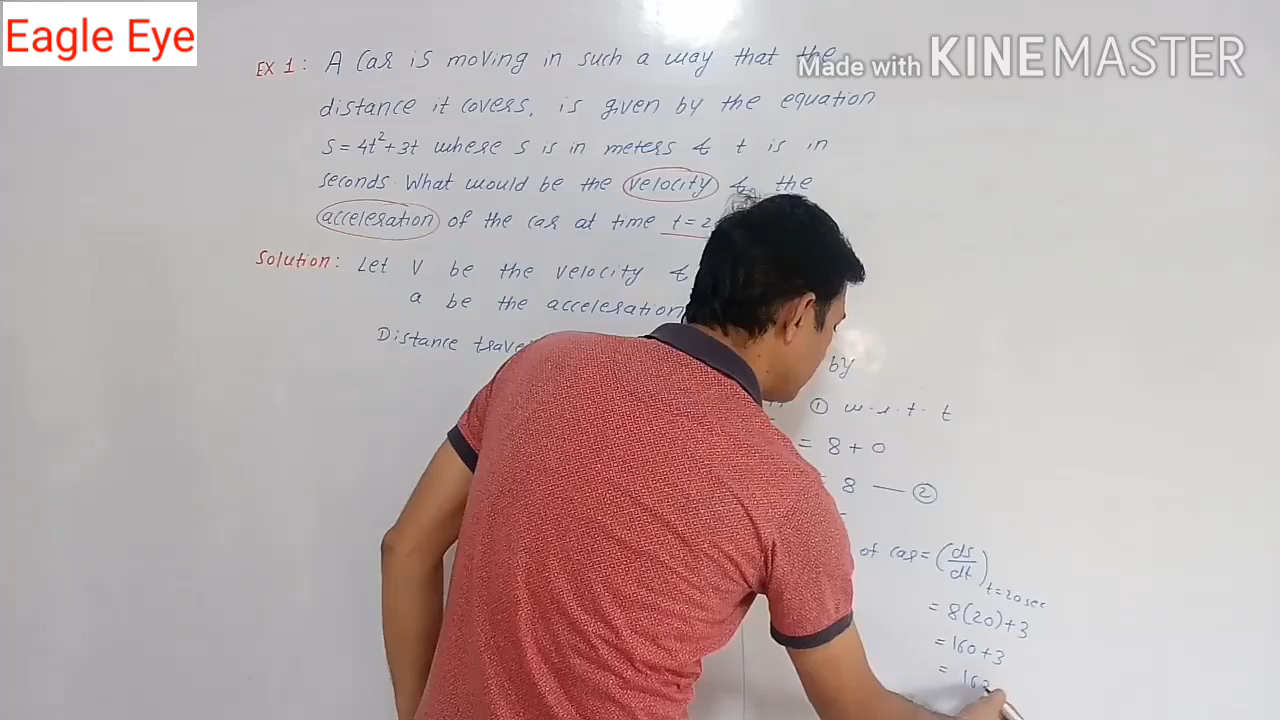 Eagle Eye
Made with KINEMASTER
EX 1: A Car is moving in such a way that the
distance it covers, is given by the equation
s = 4t²+3t where s is in meters & t is in
seconds. What would be the velocity & the
acceleration of the car at time t = 2
Solution: Let V be the velocity &
a be the acceleration
Distance
by
① w.r.t. t
= 8 + 0
= 8 — ②
of car = (ds/dt) t=20 sec
= 8(20)+3
= 160+3
= 163